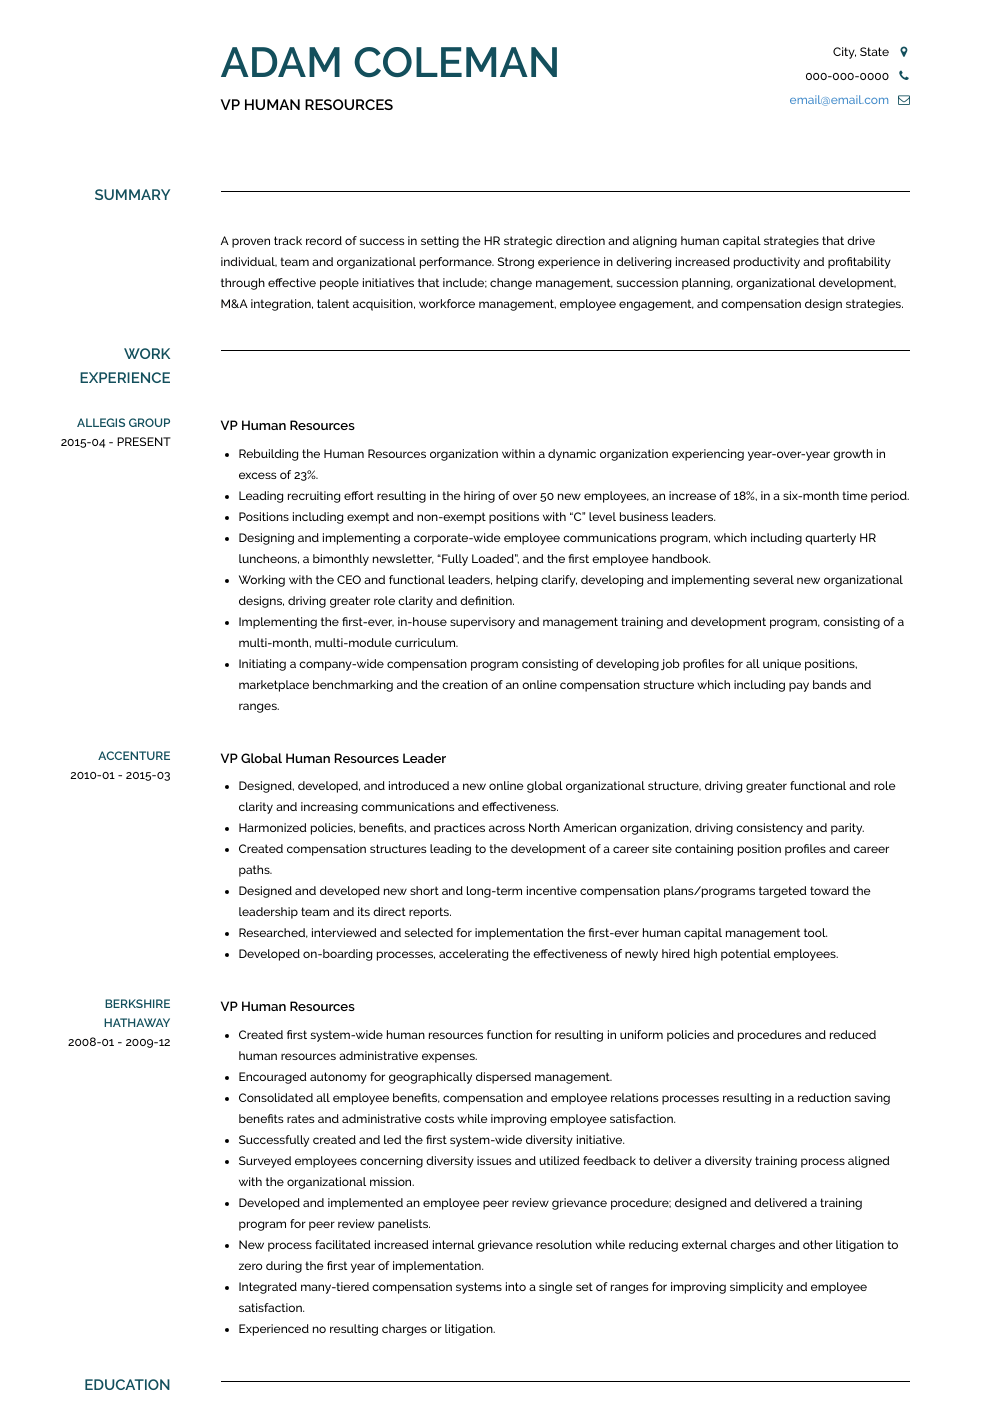 ADAM COLEMAN
VP HUMAN RESOURCES
City, State
000-000-0000
email@email.com
SUMMARY
A proven track record of success in setting the HR strategic direction and aligning human capital strategies that drive
individual, team and organizational performance. Strong experience in delivering increased productivity and profitability
through effective people initiatives that include; change management, succession planning, organizational development,
M&A integration, talent acquisition, workforce management, employee engagement, and compensation design strategies.
WORK
EXPERIENCE
ALLEGIS GROUP
2015-04 - PRESENT
VP Human Resources
• Rebuilding the Human Resources organization within a dynamic organization experiencing year-over-year growth in
excess of 23%.
• Leading recruiting effort resulting in the hiring of over 50 new employees, an increase of 18%, in a six-month time period.
• Positions including exempt and non-exempt positions with “C” level business leaders.
• Designing and implementing a corporate-wide employee communications program, which including quarterly HR
luncheons, a bimonthly newsletter, “Fully Loaded”, and the first employee handbook.
• Working with the CEO and functional leaders, helping clarify, developing and implementing several new organizational
designs, driving greater role clarity and definition.
• Implementing the first-ever, in-house supervisory and management training and development program, consisting of a
multi-month, multi-module curriculum.
• Initiating a company-wide compensation program consisting of developing job profiles for all unique positions,
marketplace benchmarking and the creation of an online compensation structure which including pay bands and
ranges.
ACCENTURE
2010-01 - 2015-03
VP Global Human Resources Leader
• Designed, developed, and introduced a new online global organizational structure, driving greater functional and role
clarity and increasing communications and effectiveness.
• Harmonized policies, benefits, and practices across North American organization, driving consistency and parity.
• Created compensation structures leading to the development of a career site containing position profiles and career
paths.
• Designed and developed new short and long-term incentive compensation plans/programs targeted toward the
leadership team and its direct reports.
• Researched, interviewed and selected for implementation the first-ever human capital management tool.
• Developed on-boarding processes, accelerating the effectiveness of newly hired high potential employees.
BERKSHIRE
HATHAWAY
2008-01 - 2009-12
VP Human Resources
• Created first system-wide human resources function for resulting in uniform policies and procedures and reduced
human resources administrative expenses.
• Encouraged autonomy for geographically dispersed management.
• Consolidated all employee benefits, compensation and employee relations processes resulting in a reduction saving
benefits rates and administrative costs while improving employee satisfaction.
• Successfully created and led the first system-wide diversity initiative.
• Surveyed employees concerning diversity issues and utilized feedback to deliver a diversity training process aligned
with the organizational mission.
• Developed and implemented an employee peer review grievance procedure; designed and delivered a training
program for peer review panelists.
• New process facilitated increased internal grievance resolution while reducing external charges and other litigation to
zero during the first year of implementation.
• Integrated many-tiered compensation systems into a single set of ranges for improving simplicity and employee
satisfaction.
• Experienced no resulting charges or litigation.
EDUCATION